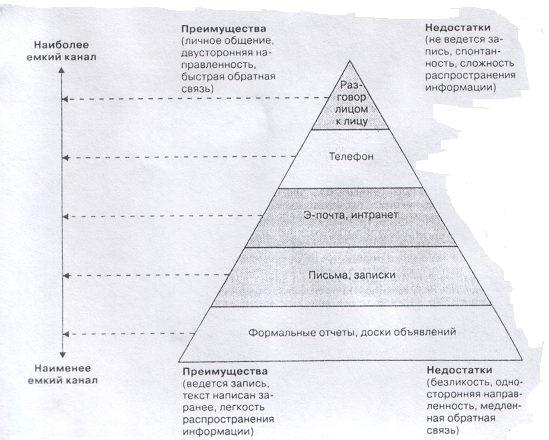 Наиболее
емкий канал
Преимущества
(личное общение,
двусторонняя на-
правленность,
быстрая обратная
связь)
Недостатки
(не ведется за-
пись, спонтан-
ность, сложность
распространения
информации)
Раз-
говор
лицом
к лицу
Телефон
Э-почта, интранет
Письма, записки
Формальные отчеты, доски объявлений
Наименее
емкий канал
Преимущества
(ведется запись,
текст написан за-
ранее, легкость
распространения
информации)
Недостатки
(безликость, одно-
сторонняя направ-
ленность, медлен-
ная обратная
связь)